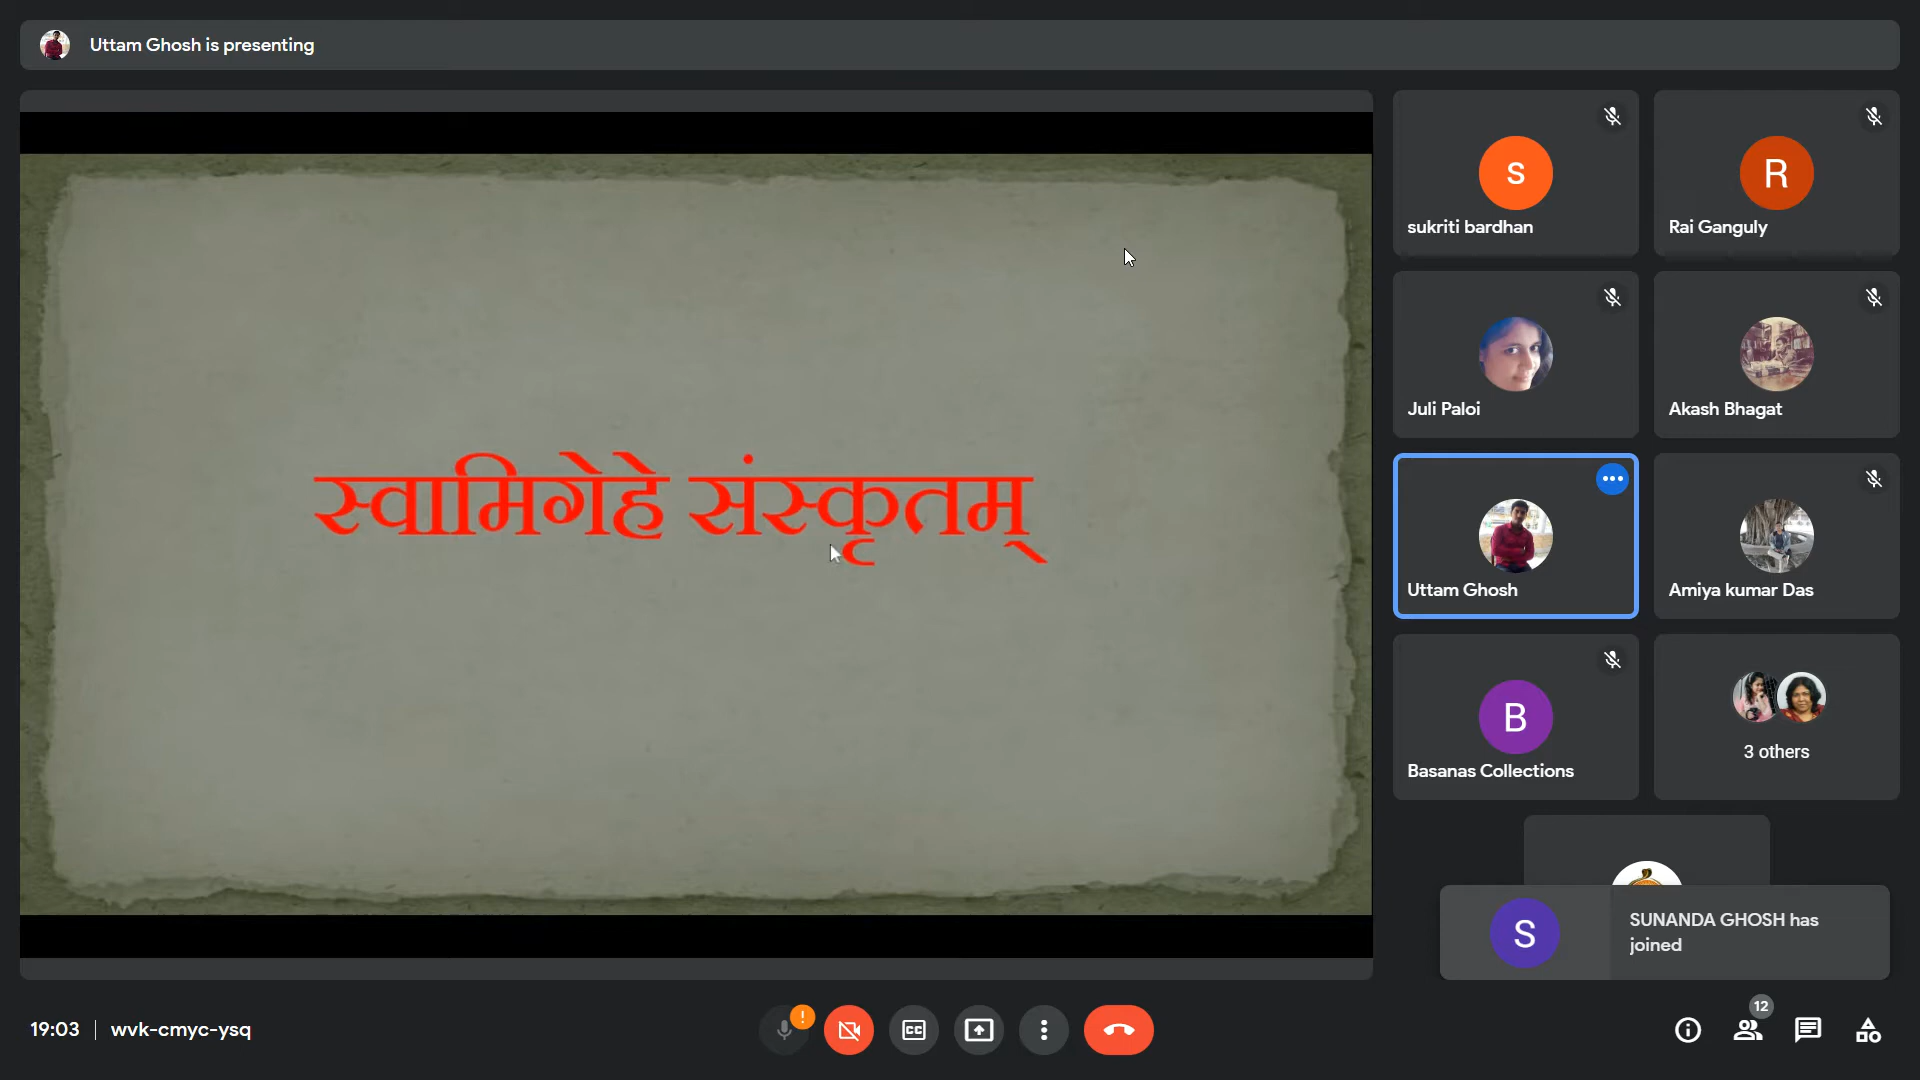 Uttam Ghosh is presenting
स्वामिगेहे संस्कृतम्
s
sukriti bardhan
R
Rai Ganguly
Juli Paloi
Akash Bhagat
Uttam Ghosh
Amiya kumar Das
B
Basanas Collections
3 others
S
SUNANDA GHOSH has
joined
19:03 | wvk-cmyc-ysq
!
CC
12